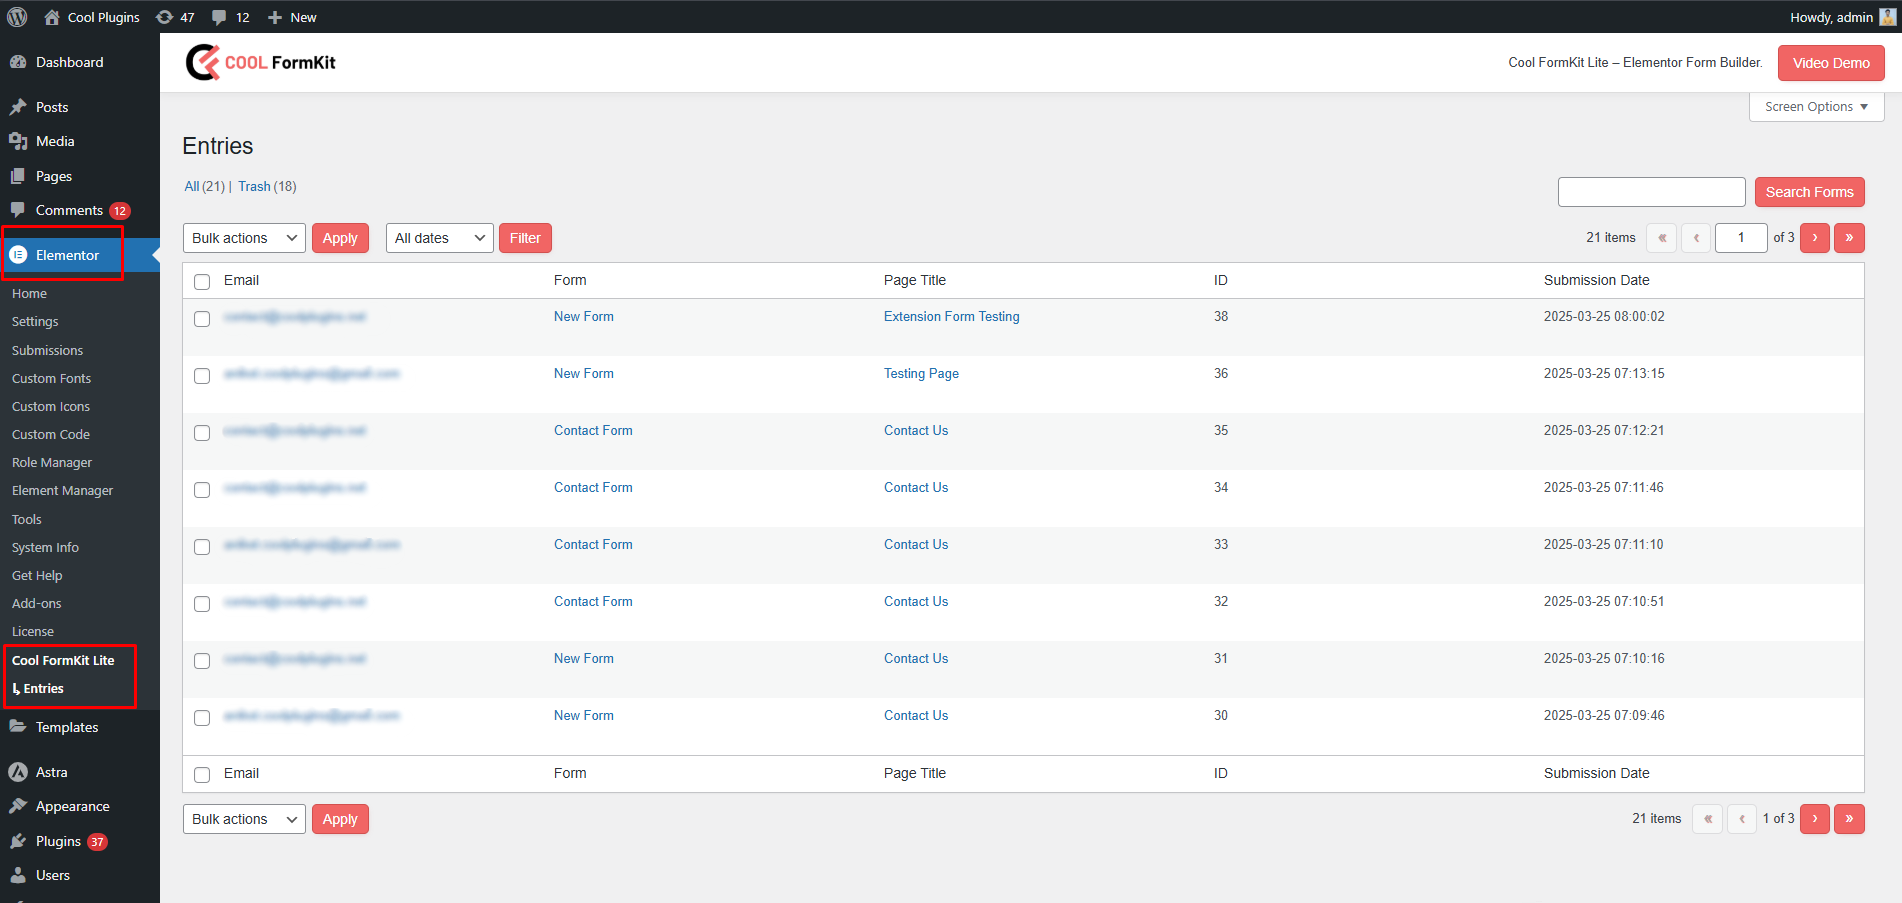 Cool Plugins 47 12 New Howdy, admin
Dashboard
Posts
Media
Pages
Comments 12
Elementor
Home
Settings
Submissions
Custom Fonts
Custom Icons
Custom Code
Role Manager
Element Manager
Tools
System Info
Get Help
Add-ons
License
Cool FormKit Lite
↳ Entries
Templates
Astra
Appearance
Plugins 37
Users
COOL FormKit
Cool FormKit Lite – Elementor Form Builder. Video Demo
Screen Options ▼
Entries
All (21) | Trash (18)
Search Forms
Bulk actions Apply All dates Filter 21 items « ‹ 1 of 3 › »
Email Form Page Title ID Submission Date
New Form Extension Form Testing 38 2025-03-25 08:00:02
New Form Testing Page 36 2025-03-25 07:13:15
Contact Form Contact Us 35 2025-03-25 07:12:21
Contact Form Contact Us 34 2025-03-25 07:11:46
Contact Form Contact Us 33 2025-03-25 07:11:10
Contact Form Contact Us 32 2025-03-25 07:10:51
New Form Contact Us 31 2025-03-25 07:10:16
New Form Contact Us 30 2025-03-25 07:09:46
Email Form Page Title ID Submission Date
Bulk actions Apply 21 items « ‹ 1 of 3 › »